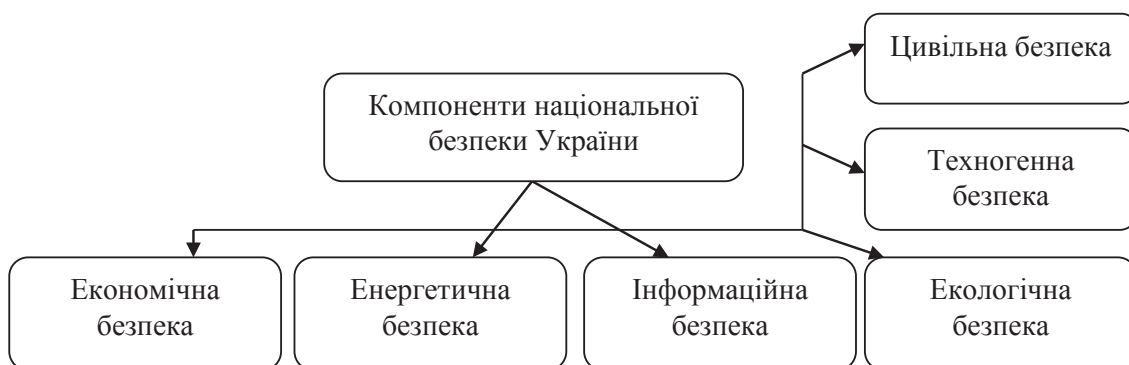 Цивільна безпека
Компоненти національної
безпеки України
Техногенна
безпека
Економічна
безпека
Енергетична
безпека
Інформаційна
безпека
Екологічна
безпека